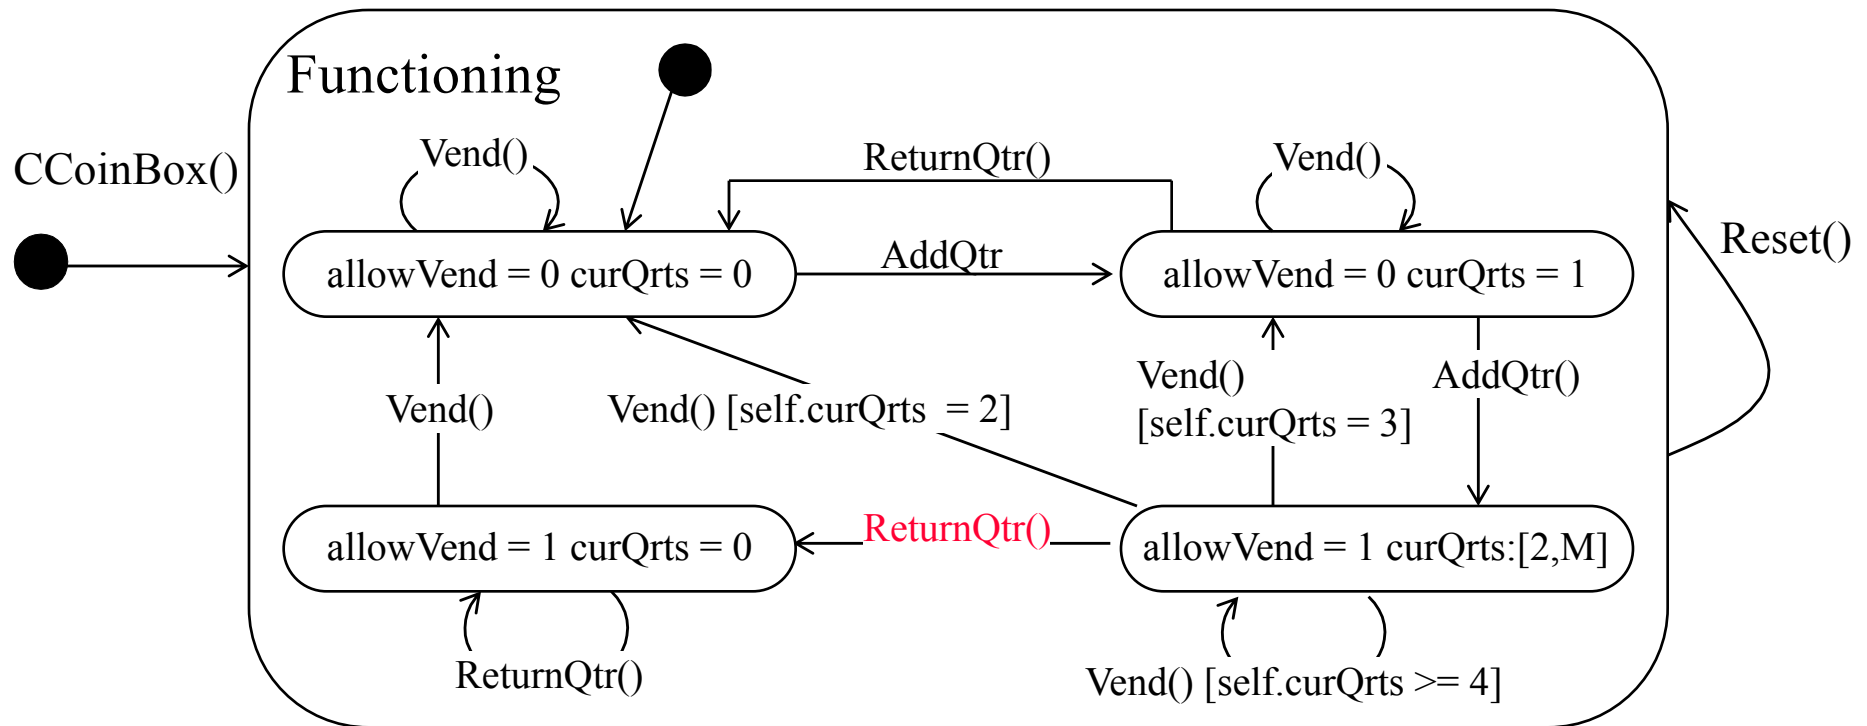 Functioning
CCoinBox()
Vend()
ReturnQtr()
Vend()
Reset()
allowVend = 0 curQrts = 0
AddQtr
allowVend = 0 curQrts = 1
Vend()
Vend() [self.curQrts = 2]
Vend()
[self.curQrts = 3]
AddQtr()
allowVend = 1 curQrts = 0
ReturnQtr()
allowVend = 1 curQrts:[2,M]
ReturnQtr()
Vend() [self.curQrts >= 4]